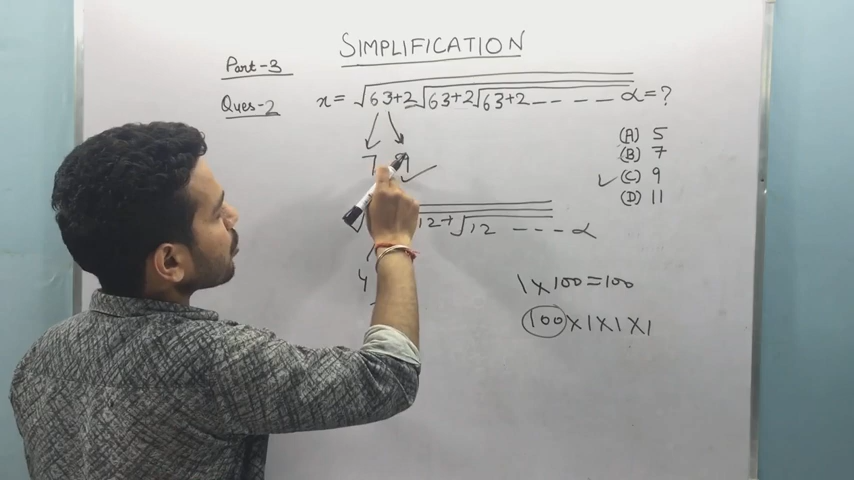 SIMPLIFICATION
Part-3
Ques-2 x = √63+2√63+2√63+2 ---- α = ?
7 9
(A) 5
(B) 7
(C) 9
(D) 11
12+√12 --- α
4
1×100=100
100×1×1×1